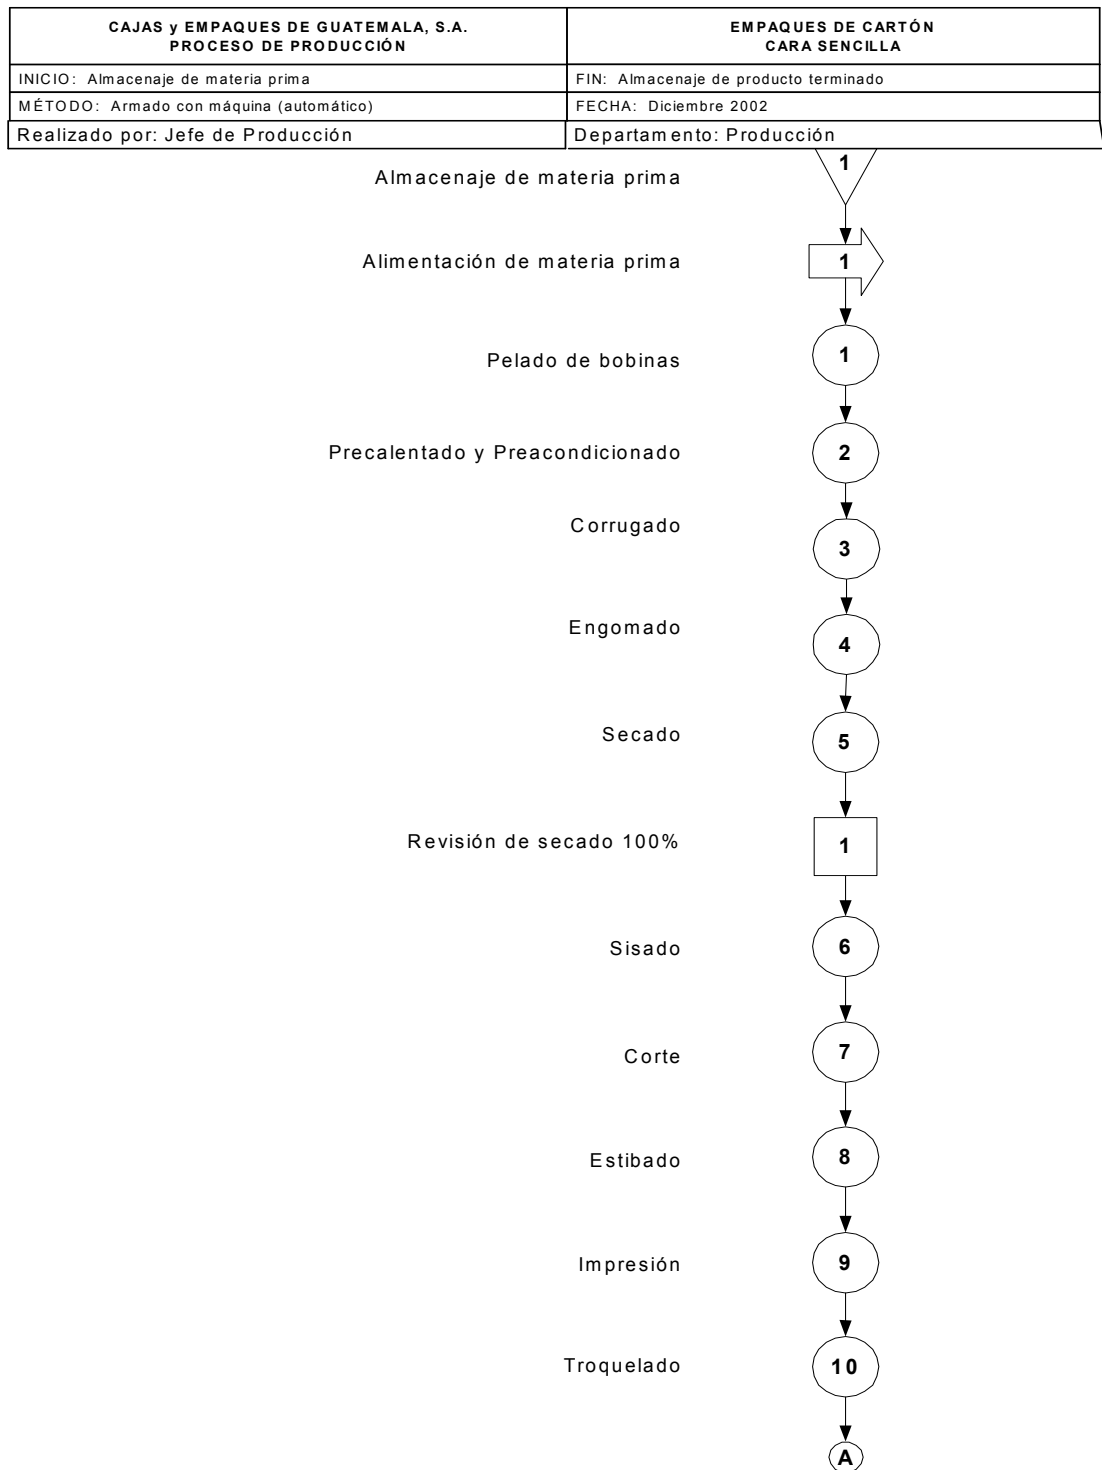 CAJAS y EMPAQUES DE GUATEMALA, S.A.
PROCESO DE PRODUCCIÓN
EMPAQUES DE CARTÓN
CARA SENCILLA
INICIO: Almacenaje de materia prima
FIN: Almacenaje de producto terminado
MÉTODO: Armado con máquina (automático)
FECHA: Diciembre 2002
Realizado por: Jefe de Producción
Departamento: Producción
Almacenaje de materia prima 1
Alimentación de materia prima 1
Pelado de bobinas 1
Precalentado y Preacondicionado 2
Corrugado 3
Engomado 4
Secado 5
Revisión de secado 100% 1
Sisado 6
Corte 7
Estibado 8
Impresión 9
Troquelado 10
A